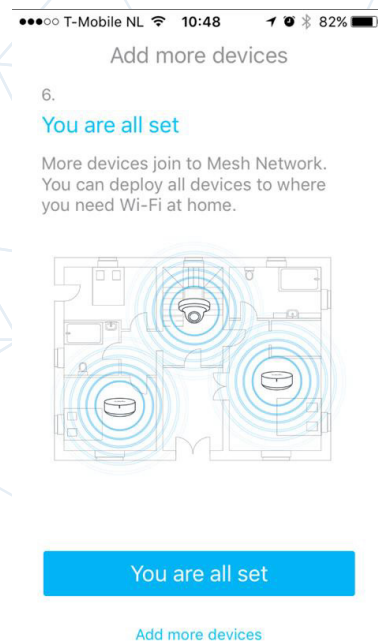 T-Mobile NL 10:48 82%
Add more devices
6.
You are all set
More devices join to Mesh Network.
You can deploy all devices to where
you need Wi-Fi at home.
You are all set
Add more devices